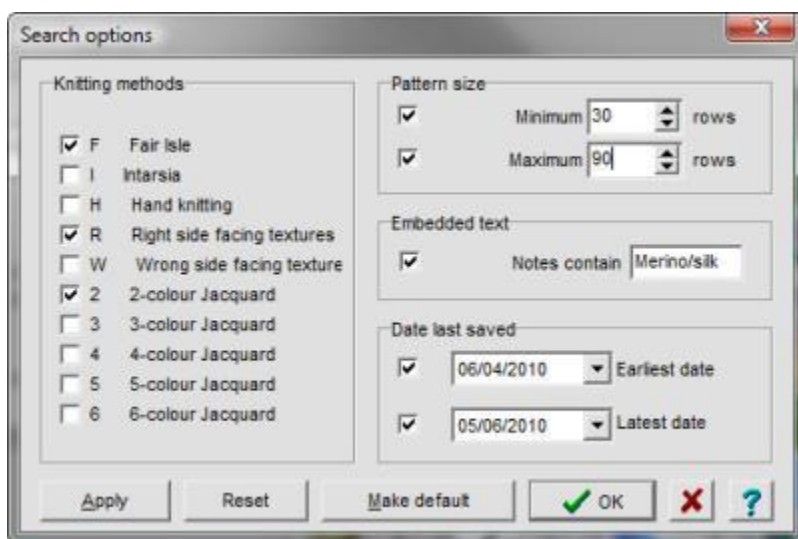 Search options
Knitting methods
F Fair Isle
I Intarsia
H Hand knitting
R Right side facing textures
W Wrong side facing texture
2 2-colour Jacquard
3 3-colour Jacquard
4 4-colour Jacquard
5 5-colour Jacquard
6 6-colour Jacquard
Pattern size
Minimum 30 rows
Maximum 90 rows
Embedded text
Notes contain Merino/silk
Date last saved
06/04/2010 Earliest date
05/06/2010 Latest date
Apply Reset Make default OK ?